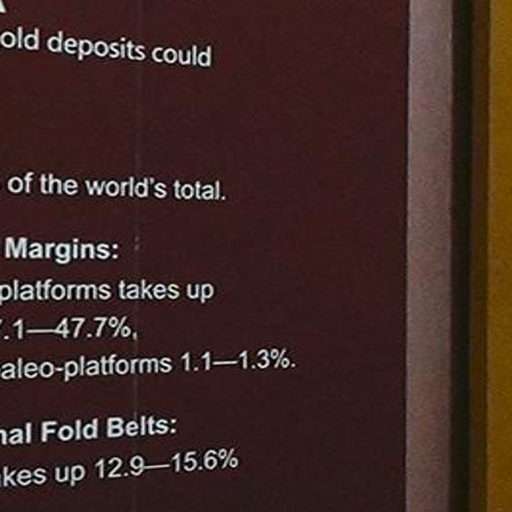 old deposits could
of the world's total.
Margins:
platforms takes up
.1—47.7%,
aleo-platforms 1.1—1.3%.
nal Fold Belts:
akes up 12.9—15.6%